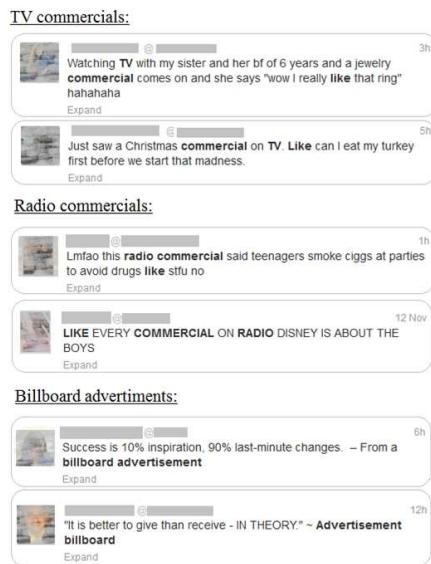 TV commercials:
@
3h
Watching TV with my sister and her bf of 6 years and a jewelry
commercial comes on and she says "wow I really like that ring"
hahahaha
Expand
@
5h
Just saw a Christmas commercial on TV. Like can I eat my turkey
first before we start that madness.
Expand
Radio commercials:
@
1h
Lmfao this radio commercial said teenagers smoke ciggs at parties
to avoid drugs like stfu no
Expand
@
12 Nov
LIKE EVERY COMMERCIAL ON RADIO DISNEY IS ABOUT THE
BOYS
Expand
Billboard advertiments:
@
6h
Success is 10% inspiration, 90% last-minute changes. – From a
billboard advertisement
Expand
@
12h
"It is better to give than receive - IN THEORY." ~ Advertisement
billboard
Expand